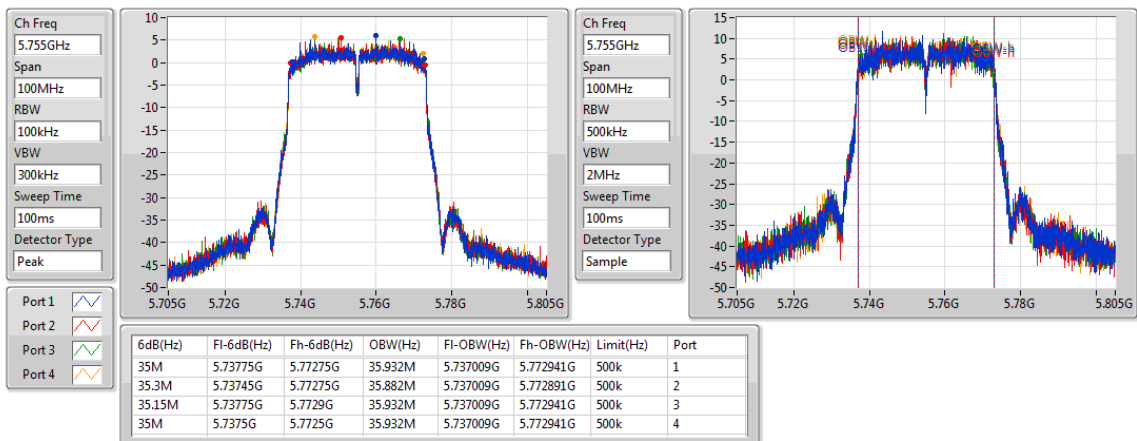 Ch Freq
5.755GHz
Span
100MHz
RBW
100kHz
VBW
300kHz
Sweep Time
100ms
Detector Type
Peak
Port 1
Port 2
Port 3
Port 4
10
5
0
-5
-10
-15
-20
-25
-30
-35
-40
-45
-50
5.705G 5.72G 5.74G 5.76G 5.78G 5.805G
Ch Freq
5.755GHz
Span
100MHz
RBW
500kHz
VBW
2MHz
Sweep Time
100ms
Detector Type
Sample
15
10
5
0
-5
-10
-15
-20
-25
-30
-35
-40
-45
-50
5.705G 5.72G 5.74G 5.76G 5.78G 5.805G
OBW-h
6dB(Hz) Fl-6dB(Hz) Fh-6dB(Hz) OBW(Hz) Fl-OBW(Hz) Fh-OBW(Hz) Limit(Hz) Port
35M 5.73775G 5.77275G 35.932M 5.737009G 5.772941G 500k 1
35.3M 5.73745G 5.77275G 35.882M 5.737009G 5.772891G 500k 2
35.15M 5.73775G 5.7729G 35.932M 5.737009G 5.772941G 500k 3
35M 5.7375G 5.7725G 35.932M 5.737009G 5.772941G 500k 4